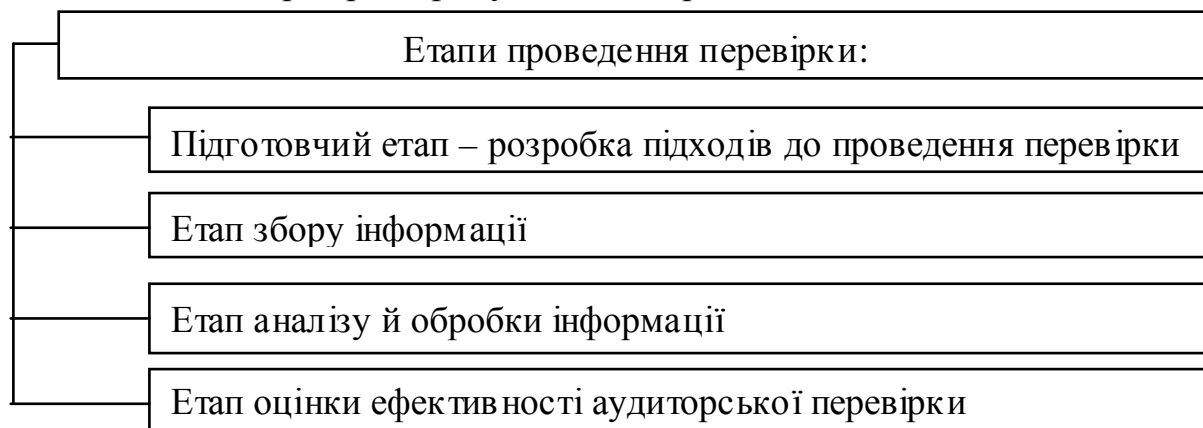 Етапи проведення перевірки:
Підготовчий етап – розробка підходів до проведення перевірки
Етап збору інформації
Етап аналізу й обробки інформації
Етап оцінки ефективності аудиторської перевірки